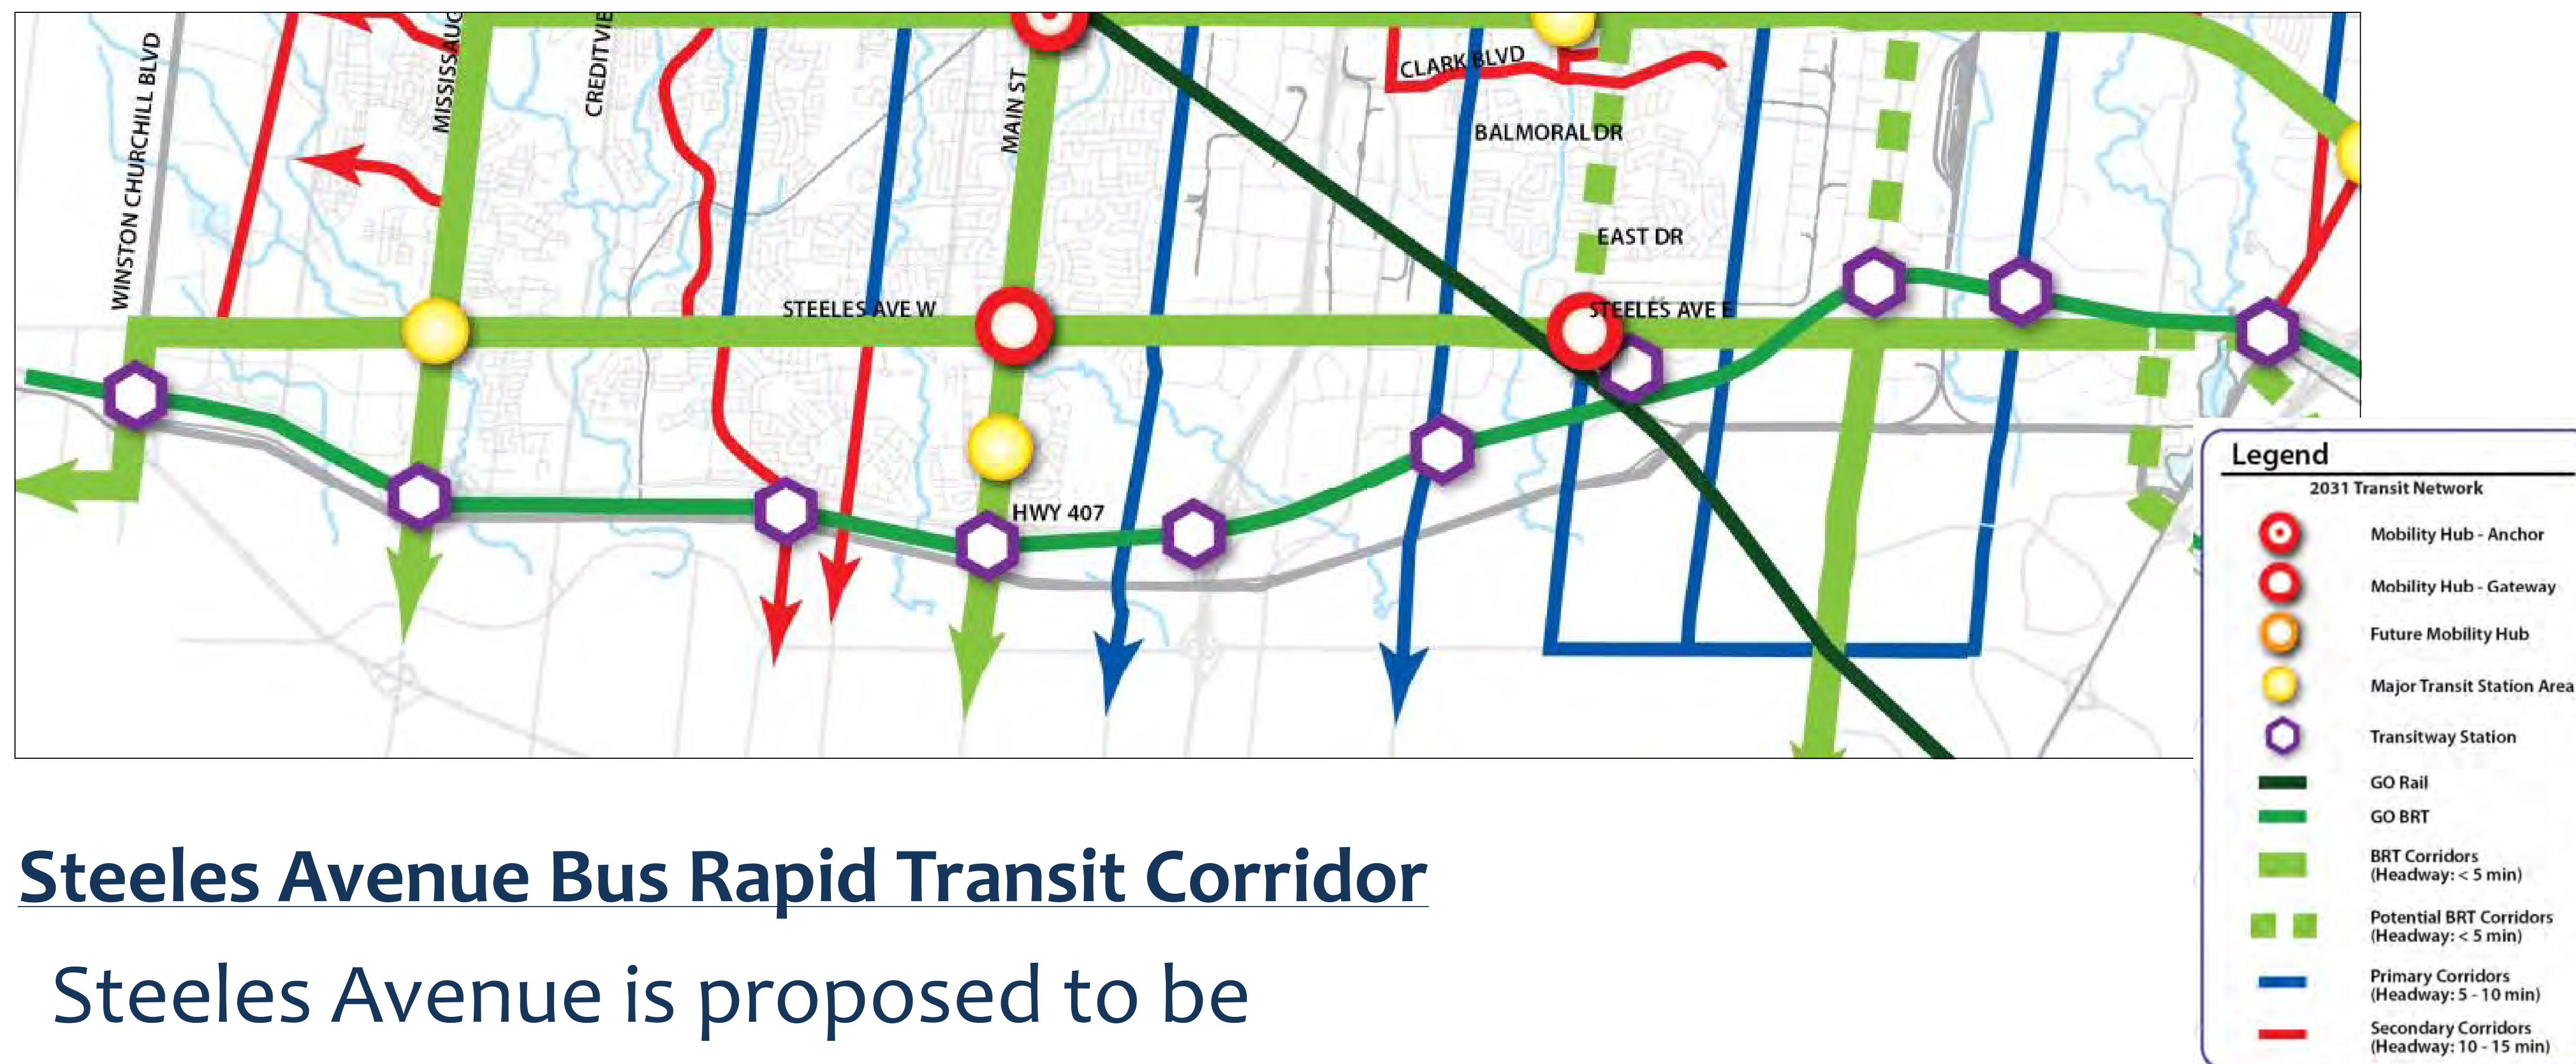 WINSTON CHURCHILL BLVD
MISSISSAUG
CREDITVIE
MAIN ST
CLARK BLVD
BALMORAL DR
EAST DR
STEELES AVE W
STEELES AVE E
HWY 407
Legend
2031 Transit Network
Mobility Hub - Anchor
Mobility Hub - Gateway
Future Mobility Hub
Major Transit Station Area
Transitway Station
GO Rail
GO BRT
BRT Corridors
(Headway: < 5 min)
Potential BRT Corridors
(Headway: < 5 min)
Primary Corridors
(Headway: 5 - 10 min)
Secondary Corridors
(Headway: 10 - 15 min)
Steeles Avenue Bus Rapid Transit Corridor
Steeles Avenue is proposed to be